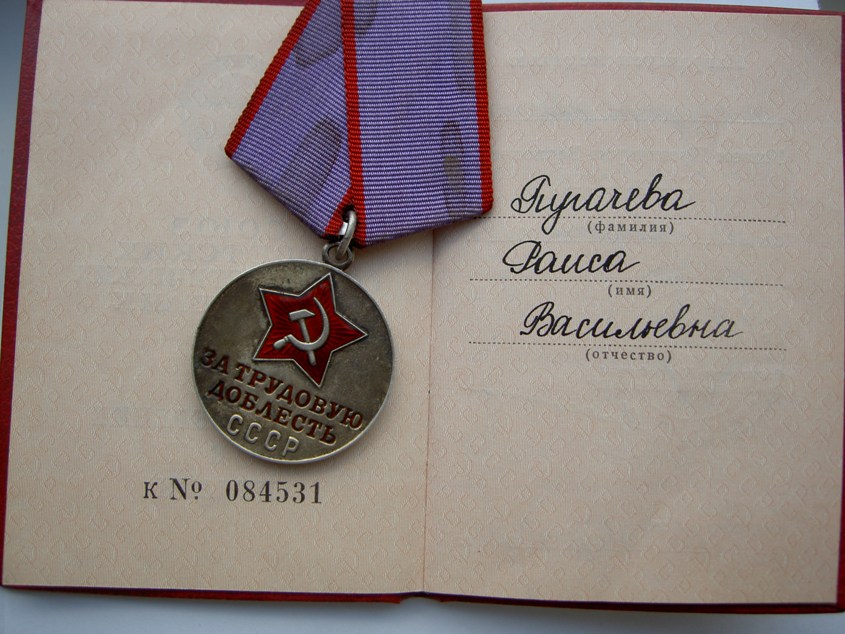 ЗА ТРУДОВУЮ
ДОБЛЕСТЬ
СССР
к № 084531
Пугачева
(фамилия)
Раиса
(имя)
Васильевна
(отчество)